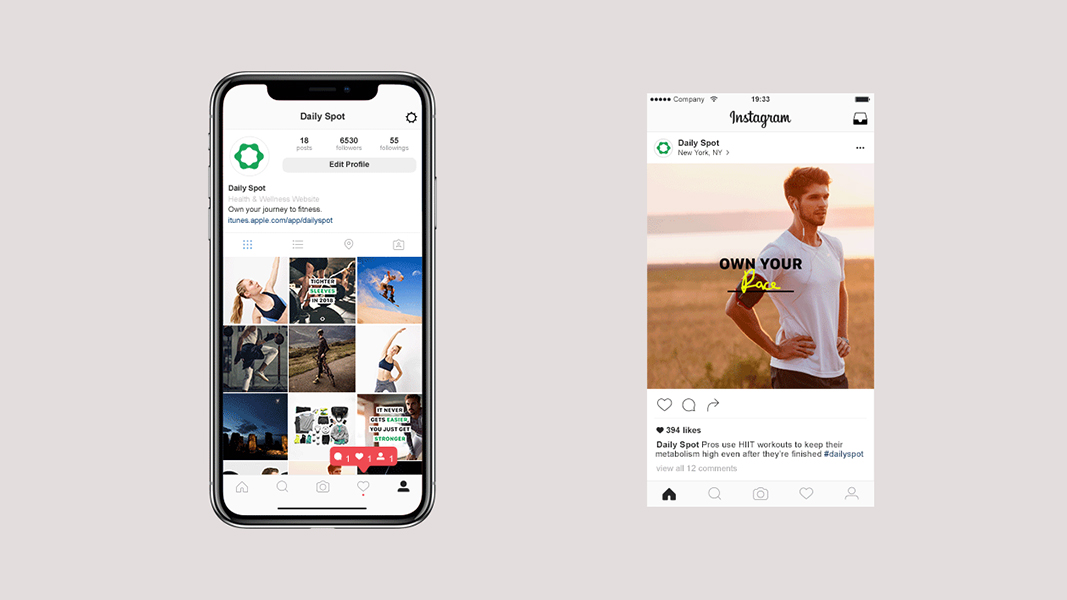 Daily Spot
18
6530
55
posts
followers
followings
Edit Profile
Daily Spot
Health & Wellness Website
Own your journey to fitness.
itunes.apple.com/app/dailyspot
TIGHTER
SLEEVES
IN 2018
IT NEVER
GETS EASIER,
YOU JUST GET
STRONGER
1 1 1
Company 19:33
Instagram
Daily Spot
New York, NY >
OWN YOUR
Race
394 likes
Daily Spot Pros use HIIT workouts to keep their
metabolism high even after they're finished #dailyspot
view all 12 comments